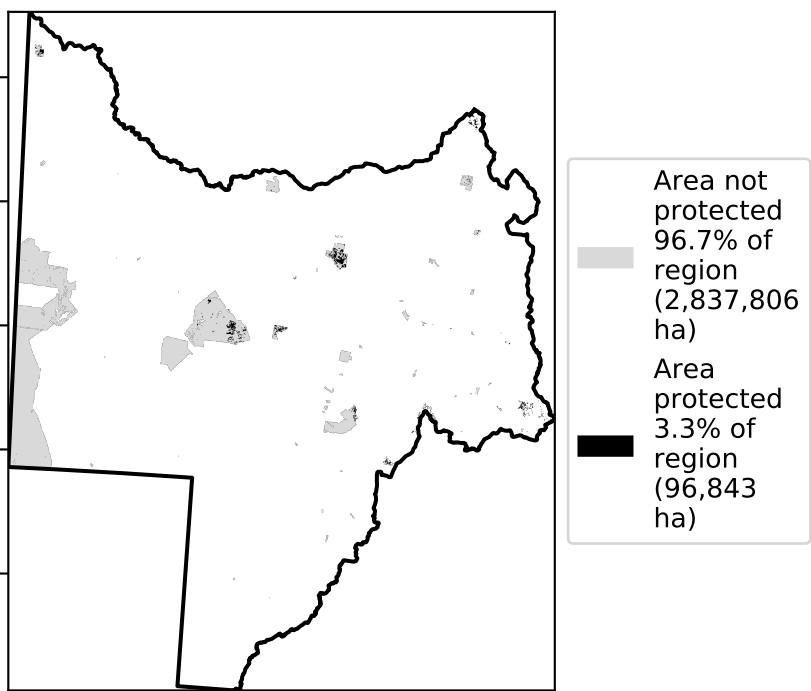 Area not
protected
96.7% of
region
(2,837,806
ha)
Area
protected
3.3% of
region
(96,843
ha)